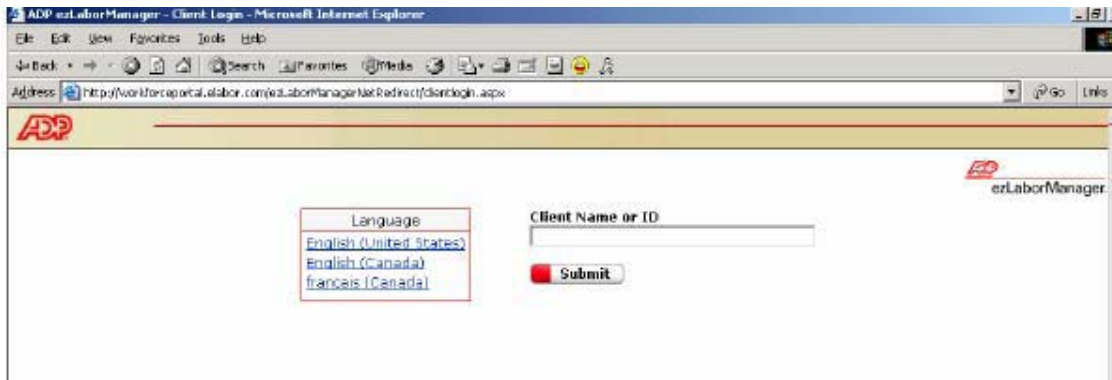 ADP ezLaborManager - Client Login - Microsoft Internet Explorer
File Edit View Favorites Tools Help
Back Search Favorites Media
Address http://workforceportal.elabor.com/ezLaborManagerNetRedirect/clientlogin.aspx Go Links
ADP
ADP
ezLaborManager
Language
English (United States)
English (Canada)
francais (Canada)
Client Name or ID
Submit